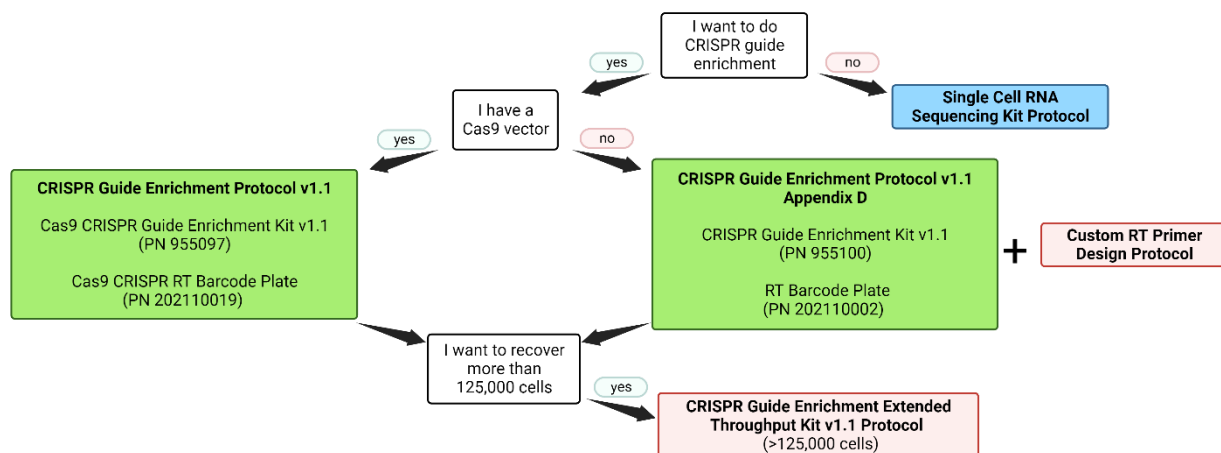 I want to do
CRISPR guide
enrichment
yes
no
I have a
Cas9 vector
Single Cell RNA
Sequencing Kit Protocol
yes
no
CRISPR Guide Enrichment Protocol v1.1
Cas9 CRISPR Guide Enrichment Kit v1.1
(PN 955097)
Cas9 CRISPR RT Barcode Plate
(PN 202110019)
CRISPR Guide Enrichment Protocol v1.1
Appendix D
CRISPR Guide Enrichment Kit v1.1
(PN 955100)
RT Barcode Plate
(PN 202110002)
+
Custom RT Primer
Design Protocol
I want to recover
more than
125,000 cells
yes
CRISPR Guide Enrichment Extended
Throughput Kit v1.1 Protocol
(>125,000 cells)